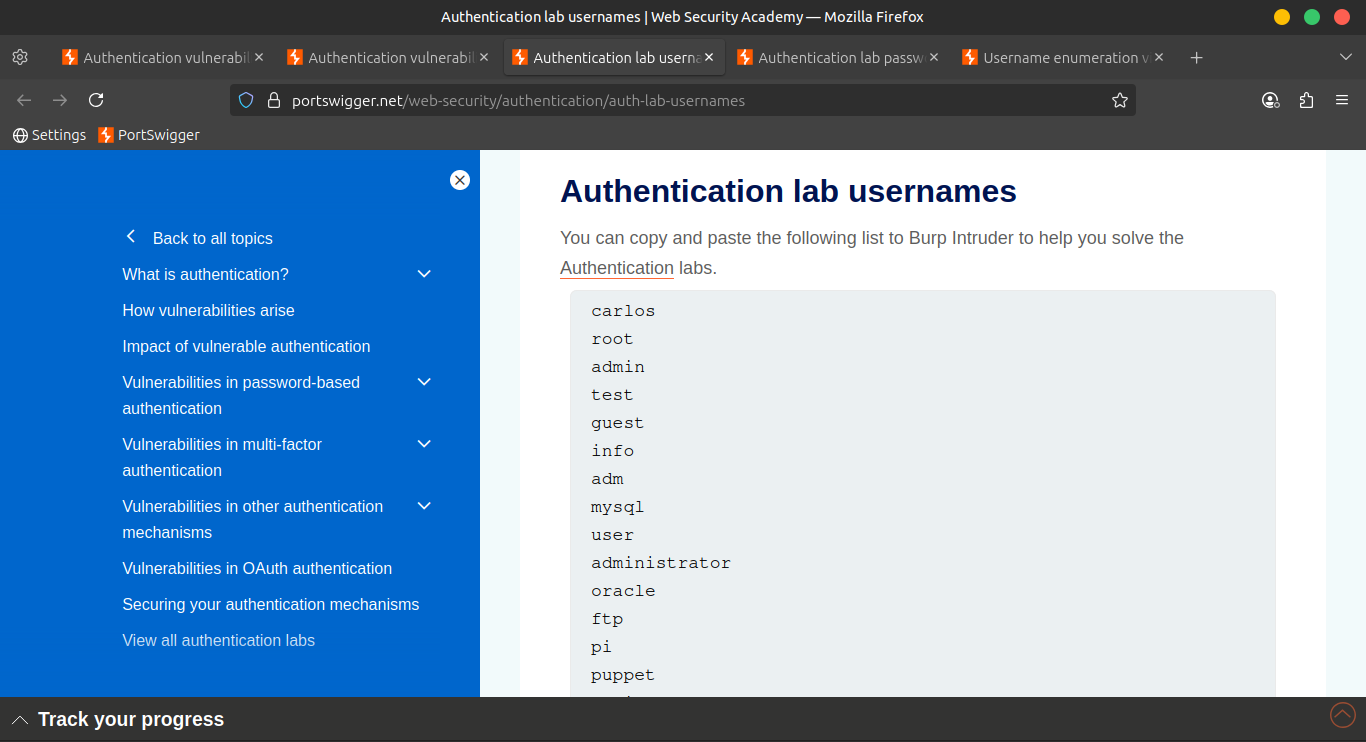 Authentication lab usernames | Web Security Academy — Mozilla Firefox
Authentication vulnerabil
Authentication vulnerabil
Authentication lab userna
Authentication lab passw
Username enumeration v
portswigger.net/web-security/authentication/auth-lab-usernames
Settings
PortSwigger
Back to all topics
What is authentication?
How vulnerabilities arise
Impact of vulnerable authentication
Vulnerabilities in password-based
authentication
Vulnerabilities in multi-factor
authentication
Vulnerabilities in other authentication
mechanisms
Vulnerabilities in OAuth authentication
Securing your authentication mechanisms
View all authentication labs
Authentication lab usernames
You can copy and paste the following list to Burp Intruder to help you solve the
Authentication labs.
carlos
root
admin
test
guest
info
adm
mysql
user
administrator
oracle
ftp
pi
puppet
Track your progress